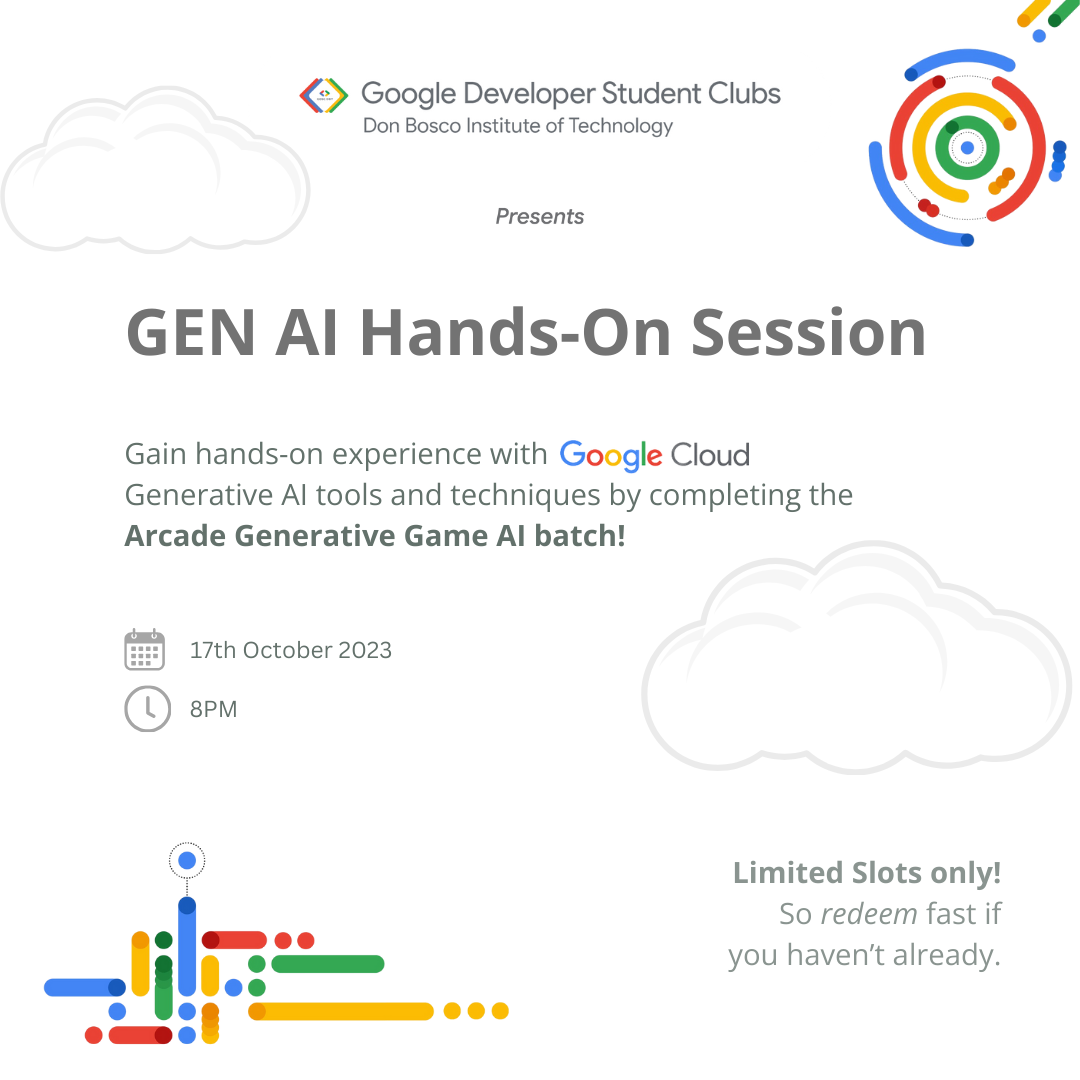 Google Developer Student Clubs
Don Bosco Institute of Technology
Presents
GEN AI Hands-On Session
Gain hands-on experience with Google Cloud
Generative AI tools and techniques by completing the
Arcade Generative Game AI batch!
17th October 2023
8PM
Limited Slots only!
So redeem fast if
you haven’t already.